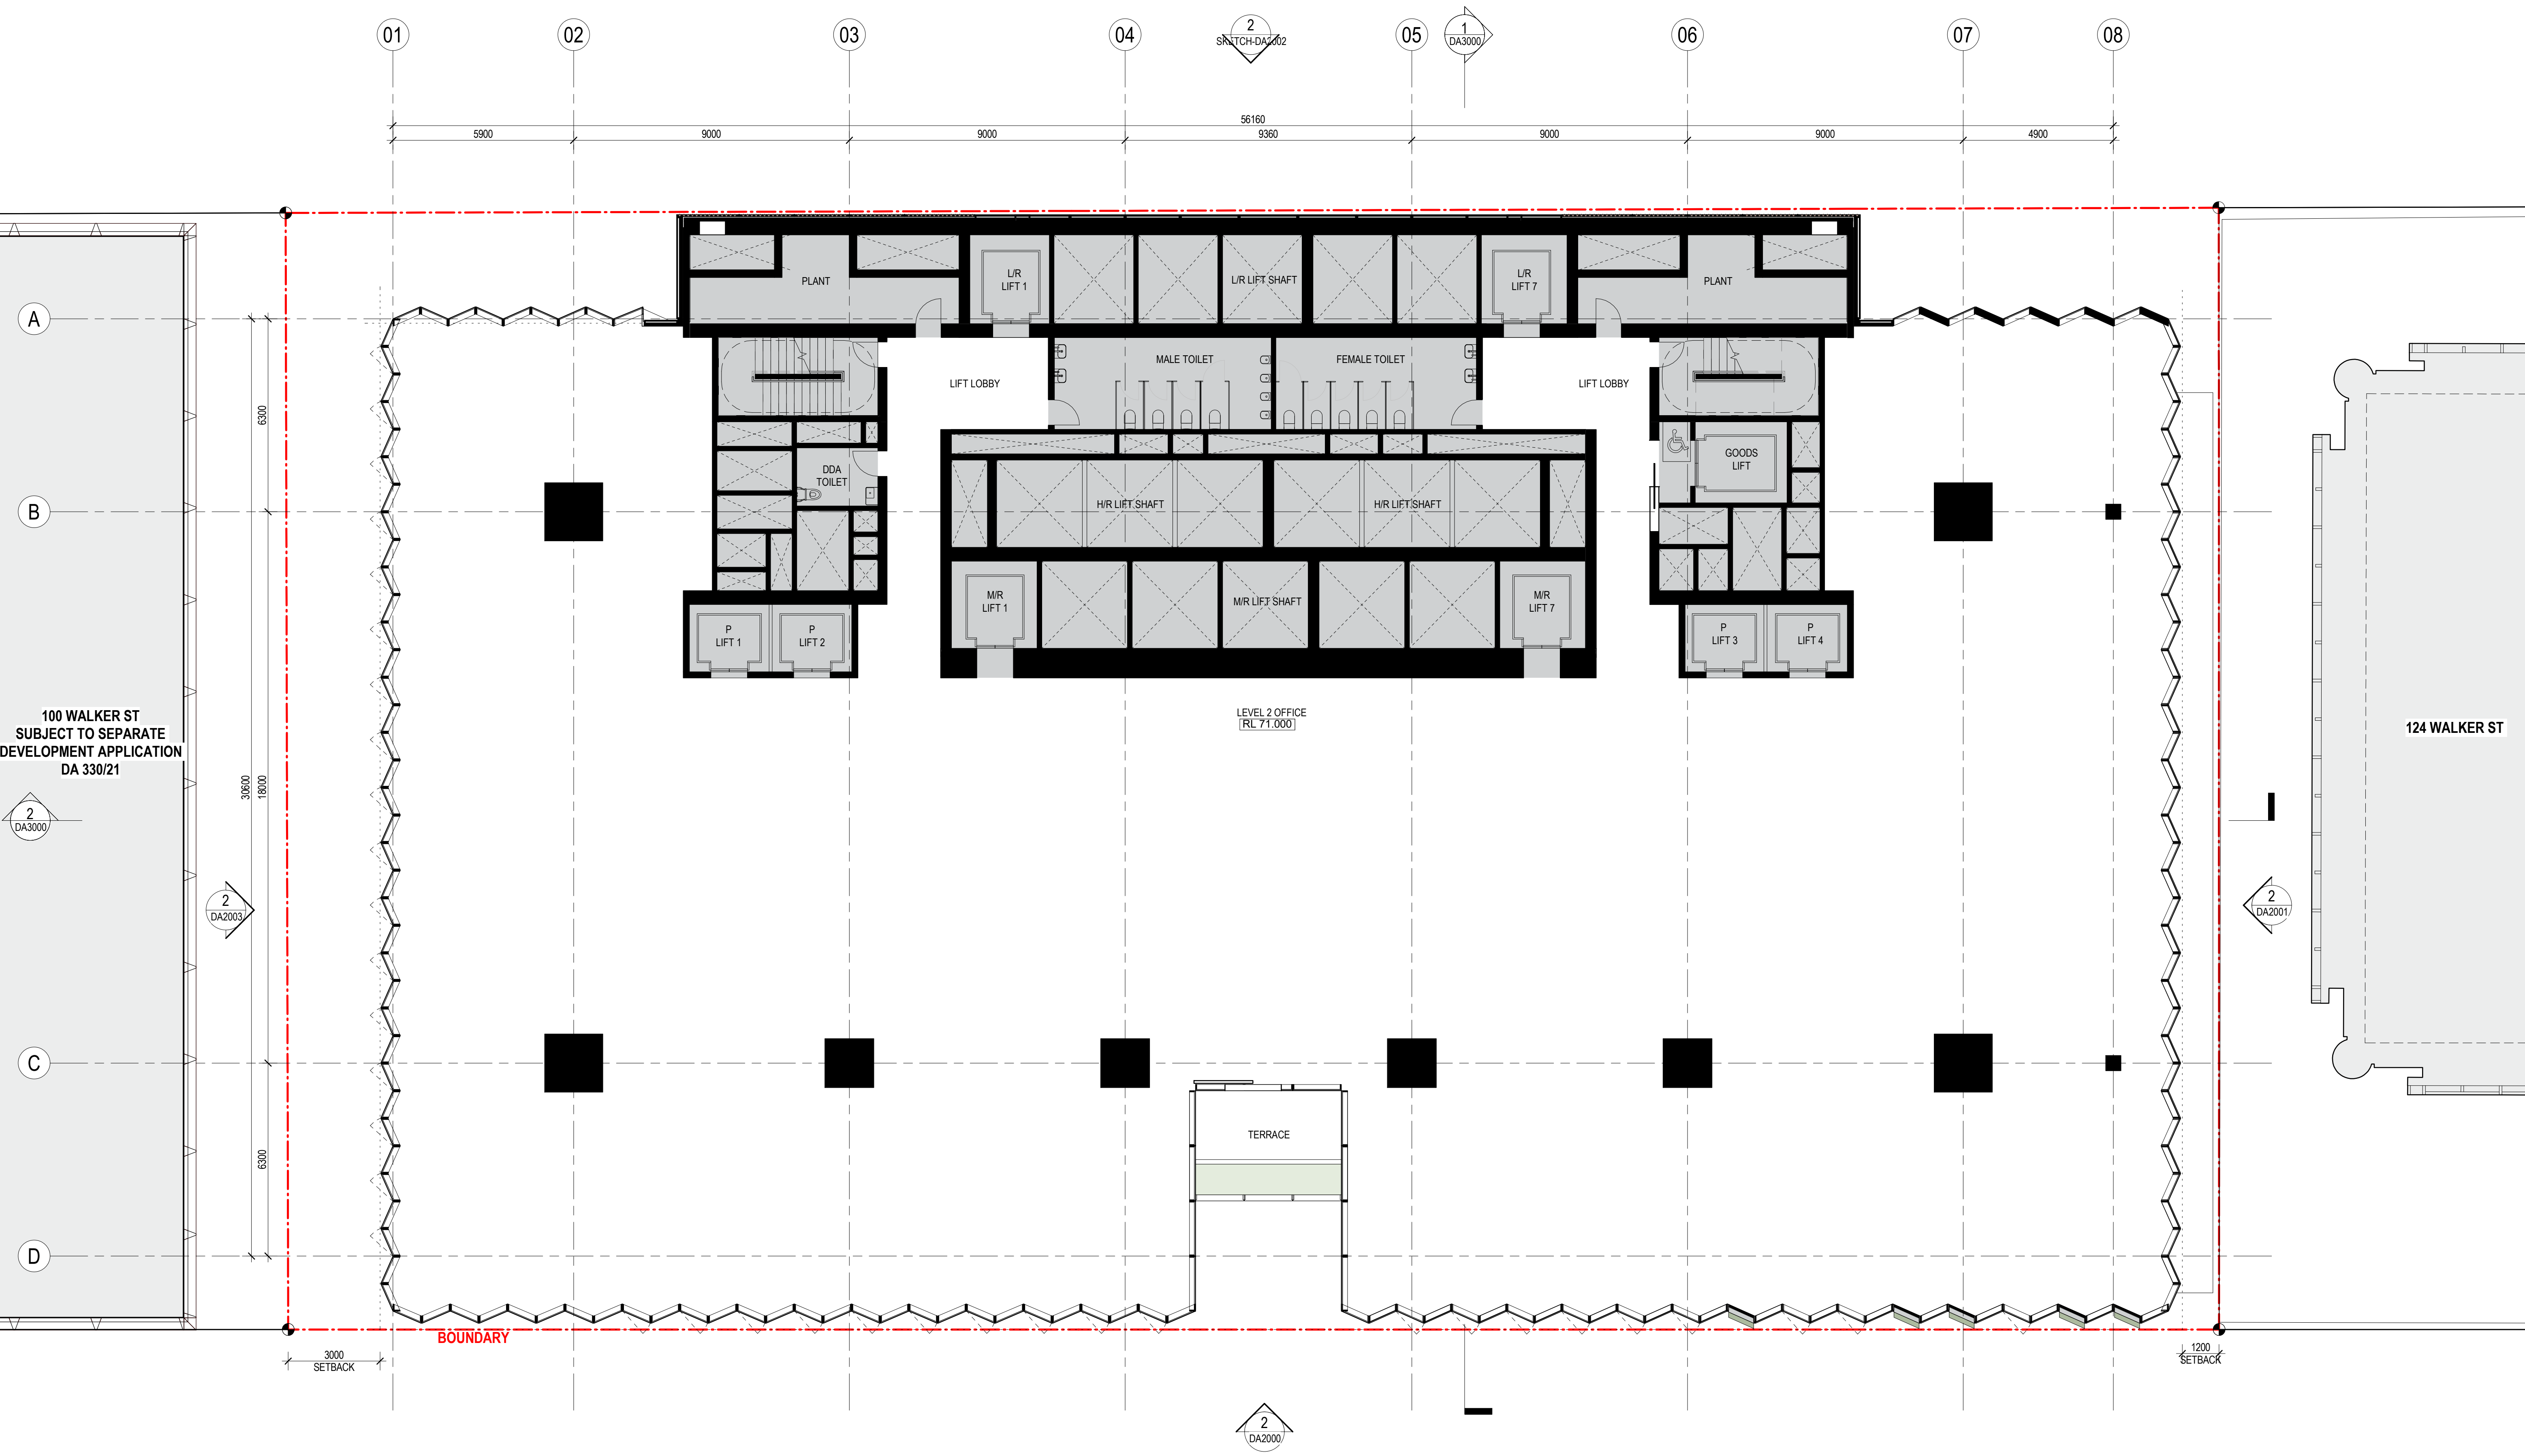 01
02
03
04
2
SKETCH-DA2002
05
1
DA3000
06
07
08
56160
5900
9000
9000
9360
9000
9000
4900
A
B
C
D
6300
18000
30600
6300
PLANT
L/R
LIFT 1
L/R LIFT SHAFT
L/R
LIFT 7
PLANT
LIFT LOBBY
MALE TOILET
FEMALE TOILET
LIFT LOBBY
DDA
TOILET
GOODS
LIFT
H/R LIFT SHAFT
H/R LIFT SHAFT
M/R
LIFT 1
M/R LIFT SHAFT
M/R
LIFT 7
P
LIFT 1
P
LIFT 2
P
LIFT 3
P
LIFT 4
LEVEL 2 OFFICE
RL 71.000
100 WALKER ST
SUBJECT TO SEPARATE
DEVELOPMENT APPLICATION
DA 330/21
124 WALKER ST
2
DA3000
2
DA2003
2
DA2001
TERRACE
BOUNDARY
3000
SETBACK
1200
SETBACK
2
DA2000